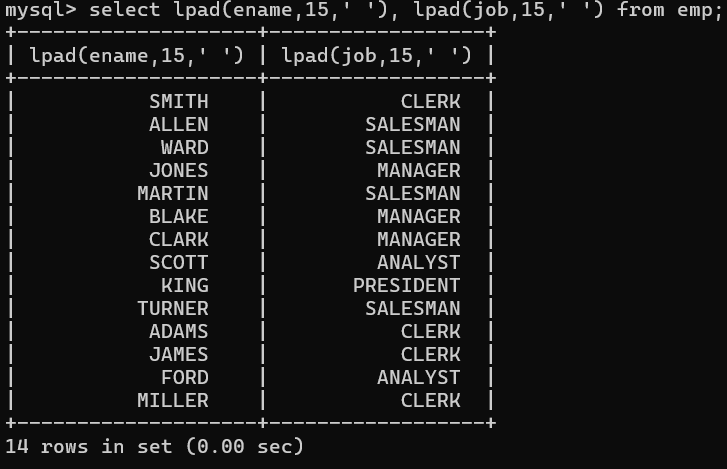 mysql> select lpad(ename,15,' '), lpad(job,15,' ') from emp;
+--------------------+------------------+
| lpad(ename,15,' ') | lpad(job,15,' ') |
+--------------------+------------------+
|           SMITH    |           CLERK  |
|           ALLEN    |        SALESMAN  |
|            WARD    |        SALESMAN  |
|           JONES    |         MANAGER  |
|          MARTIN    |        SALESMAN  |
|           BLAKE    |         MANAGER  |
|           CLARK    |         MANAGER  |
|           SCOTT    |         ANALYST  |
|            KING    |       PRESIDENT  |
|          TURNER    |        SALESMAN  |
|           ADAMS    |           CLERK  |
|           JAMES    |           CLERK  |
|            FORD    |         ANALYST  |
|          MILLER    |           CLERK  |
+--------------------+------------------+
14 rows in set (0.00 sec)